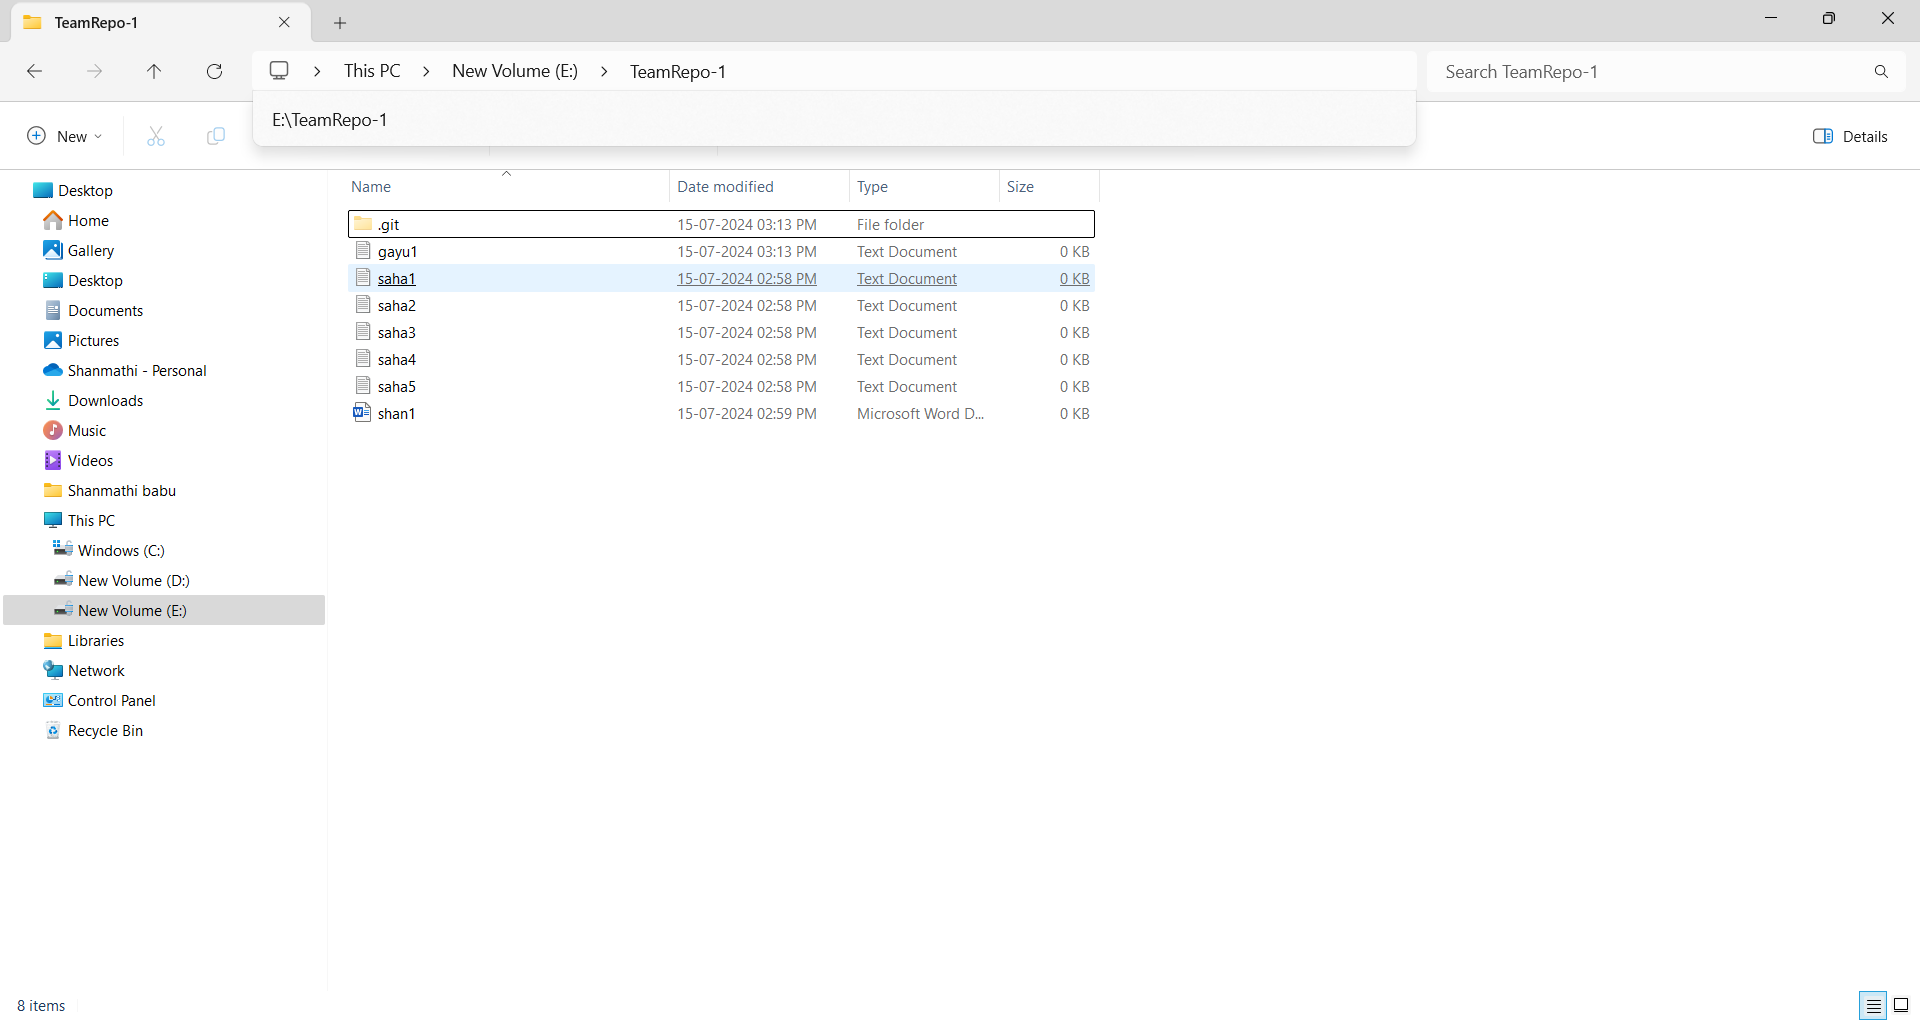 TeamRepo-1
This PC > New Volume (E:) > TeamRepo-1
Search TeamRepo-1
E:\TeamRepo-1
New
Details
Name Date modified Type Size
.git 15-07-2024 03:13 PM File folder
gayu1 15-07-2024 03:13 PM Text Document 0 KB
saha1 15-07-2024 02:58 PM Text Document 0 KB
saha2 15-07-2024 02:58 PM Text Document 0 KB
saha3 15-07-2024 02:58 PM Text Document 0 KB
saha4 15-07-2024 02:58 PM Text Document 0 KB
saha5 15-07-2024 02:58 PM Text Document 0 KB
shan1 15-07-2024 02:59 PM Microsoft Word D... 0 KB
Desktop
Home
Gallery
Desktop
Documents
Pictures
Shanmathi - Personal
Downloads
Music
Videos
Shanmathi babu
This PC
Windows (C:)
New Volume (D:)
New Volume (E:)
Libraries
Network
Control Panel
Recycle Bin
8 items